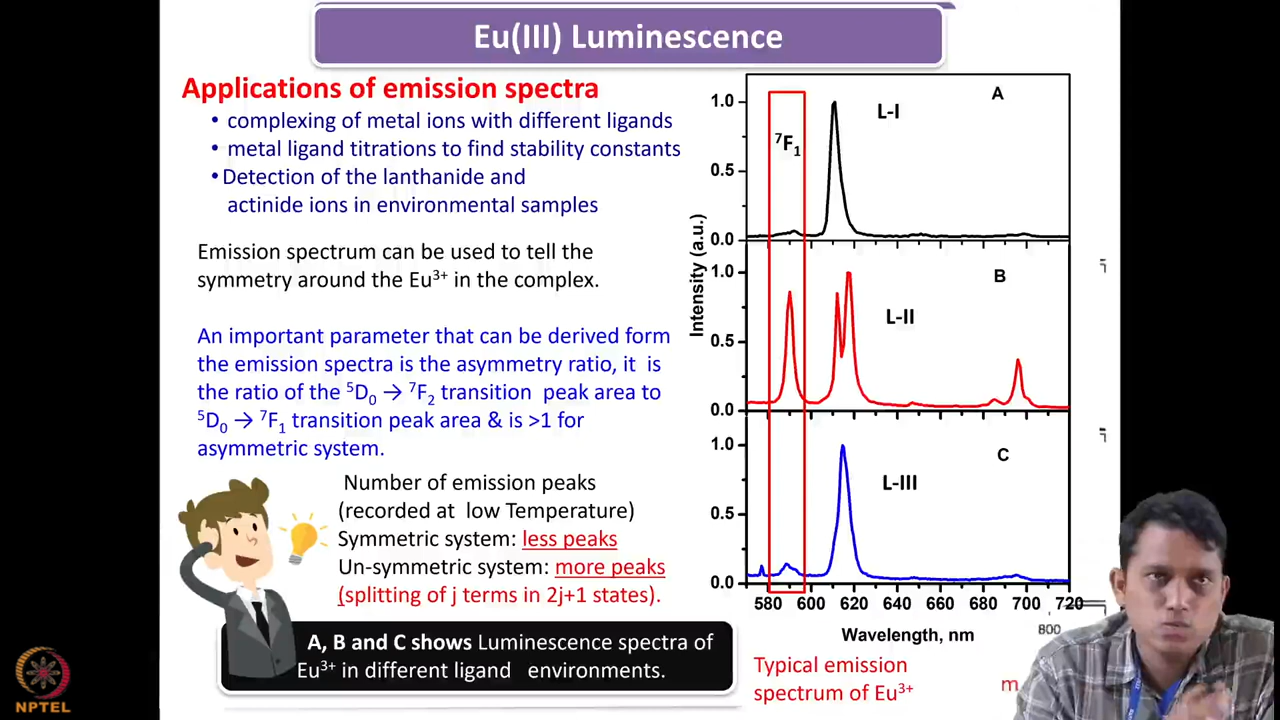 Eu(III) Luminescence
Applications of emission spectra
• complexing of metal ions with different ligands
• metal ligand titrations to find stability constants
• Detection of the lanthanide and
actinide ions in environmental samples
Emission spectrum can be used to tell the
symmetry around the Eu³⁺ in the complex.
An important parameter that can be derived form
the emission spectra is the asymmetry ratio, it is
the ratio of the ⁵D₀ → ⁷F₂ transition peak area to
⁵D₀ → ⁷F₁ transition peak area & is >1 for
asymmetric system.
Number of emission peaks
(recorded at low Temperature)
Symmetric system: less peaks
Un-symmetric system: more peaks
(splitting of j terms in 2j+1 states).
A, B and C shows Luminescence spectra of
Eu³⁺ in different ligand environments.
NPTEL
Intensity (a.u.)
A
L-I
⁷F₁
1.0
0.5
0.0
B
L-II
1.0
0.5
0.0
C
L-III
1.0
0.5
0.0
580 600 620 640 660 680 700 720
Wavelength, nm
800
Typical emission
spectrum of Eu³⁺